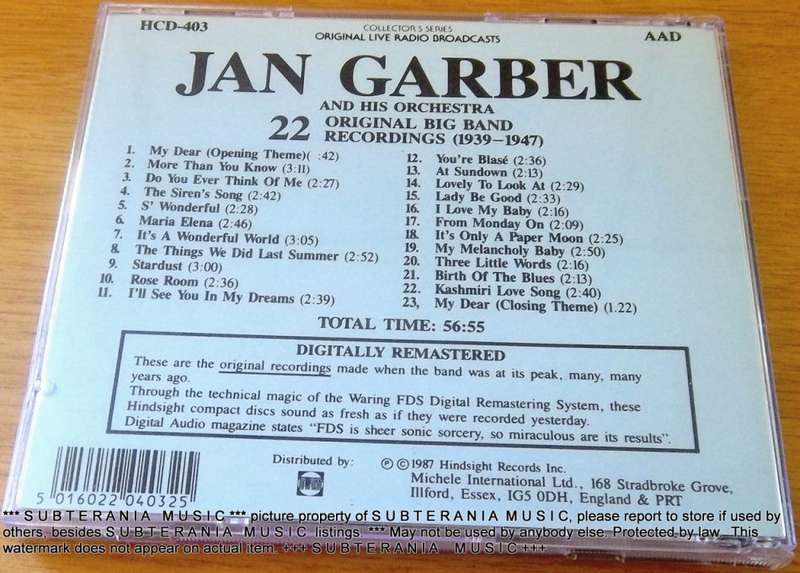 HCD-403
COLLECTOR'S SERIES
ORIGINAL LIVE RADIO BROADCASTS
AAD
JAN GARBER
AND HIS ORCHESTRA
22 ORIGINAL BIG BAND
RECORDINGS (1939–1947)
1. My Dear (Opening Theme)( :42)
2. More Than You Know (3:11)
3. Do You Ever Think Of Me (2:27)
4. The Siren's Song (2:42)
5. S' Wonderful (2:28)
6. Maria Elena (2:46)
7. It's A Wonderful World (3:05)
8. The Things We Did Last Summer (2:52)
9. Stardust (3:00)
10. Rose Room (2:36)
11. I'll See You In My Dreams (2:39)
12. You're Blasé (2:36)
13. At Sundown (2:13)
14. Lovely To Look At (2:29)
15. Lady Be Good (2:33)
16. I Love My Baby (2:16)
17. From Monday On (2:09)
18. It's Only A Paper Moon (2:25)
19. My Melancholy Baby (2:50)
20. Three Little Words (2:16)
21. Birth Of The Blues (2:13)
22. Kashmiri Love Song (2:40)
23, My Dear (Closing Theme) (1.22)
TOTAL TIME: 56:55
DIGITALLY REMASTERED
These are the original recordings made when the band was at its peak, many, many
years ago.
Through the technical magic of the Waring FDS Digital Remastering System, these
Hindsight compact discs sound as fresh as if they were recorded yesterday.
Digital Audio magazine states "FDS is sheer sonic sorcery, so miraculous are its results".
5 016022 040325
Distributed by:
℗ © 1987 Hindsight Records Inc.
Michele International Ltd., 168 Stradbroke Grove,
Illford, Essex, IG5 0DH, England & PRT
*** S U B T E R A N I A M U S I C *** picture property of S U B T E R A N I A M U S I C, please report to store if used by
others, besides S U B T E R A N I A M U S I C listings. *** May not be used by anybody else. Protected by law. This
watermark does not appear on actual item. +++ S U B T E R A N I A M U S I C +++